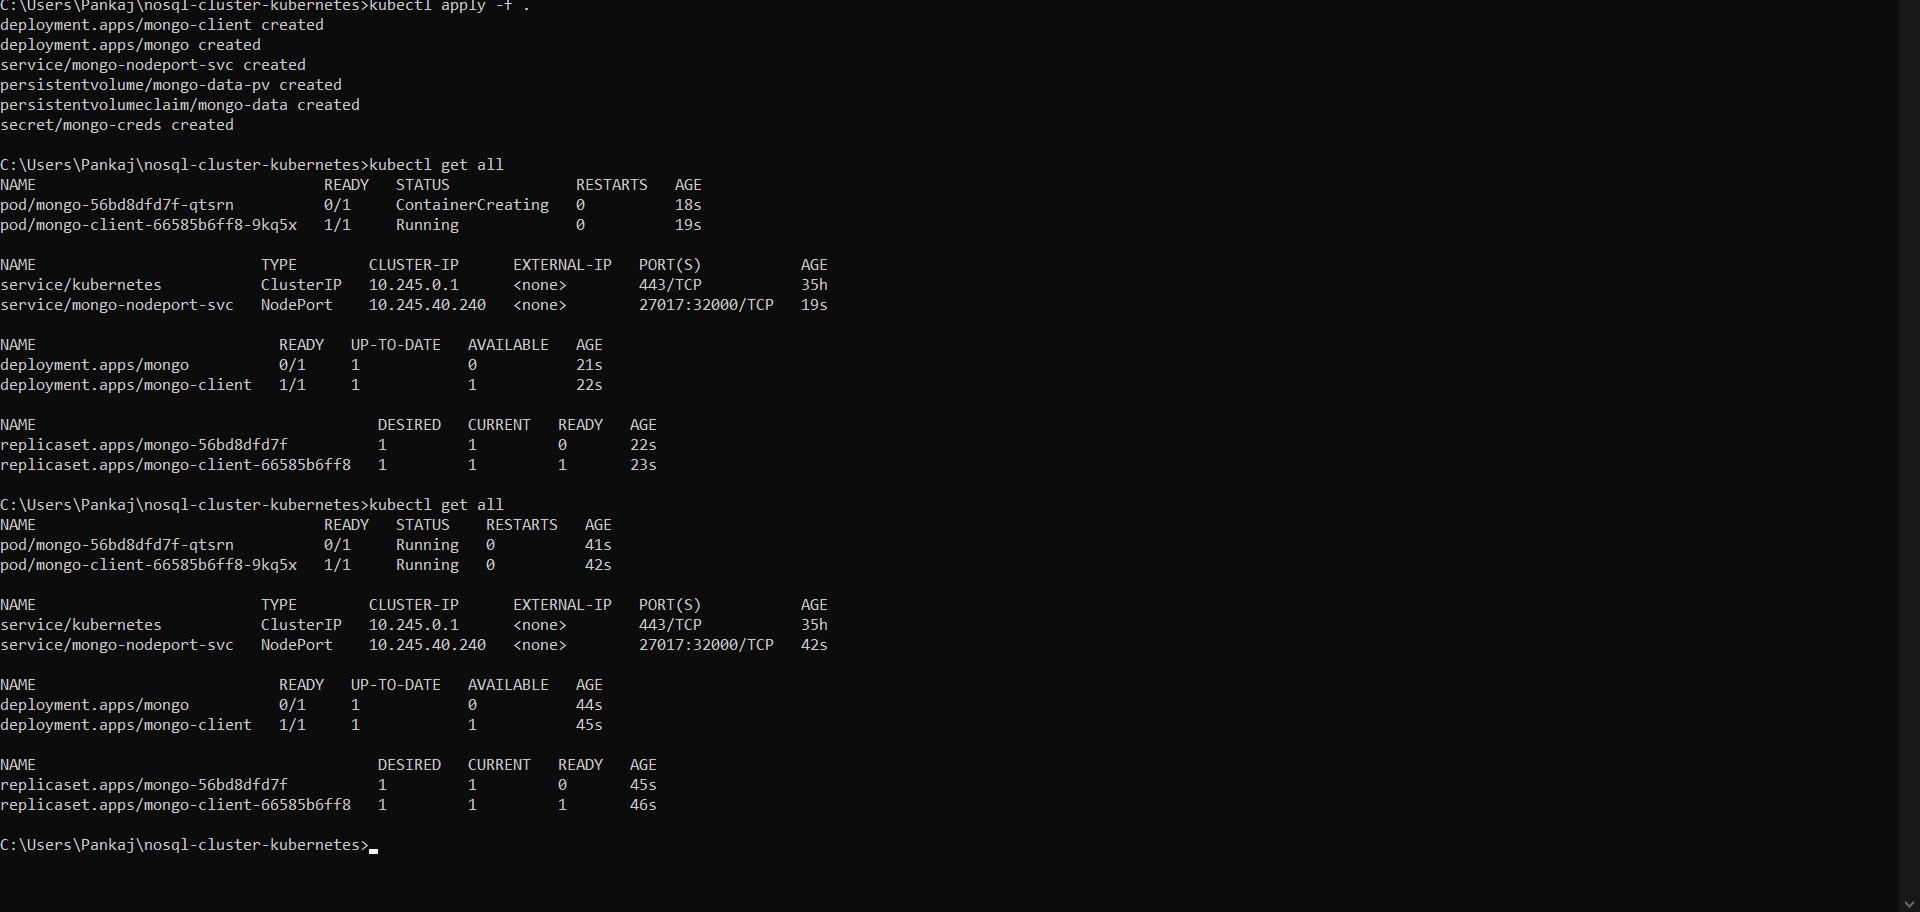 C:\Users\Pankaj\nosql-cluster-kubernetes>kubectl apply -f .
deployment.apps/mongo-client created
deployment.apps/mongo created
service/mongo-nodeport-svc created
persistentvolume/mongo-data-pv created
persistentvolumeclaim/mongo-data created
secret/mongo-creds created
C:\Users\Pankaj\nosql-cluster-kubernetes>kubectl get all
NAME READY STATUS RESTARTS AGE
pod/mongo-56bd8dfd7f-qtsrn 0/1 ContainerCreating 0 18s
pod/mongo-client-66585b6ff8-9kq5x 1/1 Running 0 19s
NAME TYPE CLUSTER-IP EXTERNAL-IP PORT(S) AGE
service/kubernetes ClusterIP 10.245.0.1 <none> 443/TCP 35h
service/mongo-nodeport-svc NodePort 10.245.40.240 <none> 27017:32000/TCP 19s
NAME READY UP-TO-DATE AVAILABLE AGE
deployment.apps/mongo 0/1 1 0 21s
deployment.apps/mongo-client 1/1 1 1 22s
NAME DESIRED CURRENT READY AGE
replicaset.apps/mongo-56bd8dfd7f 1 1 0 22s
replicaset.apps/mongo-client-66585b6ff8 1 1 1 23s
C:\Users\Pankaj\nosql-cluster-kubernetes>kubectl get all
NAME READY STATUS RESTARTS AGE
pod/mongo-56bd8dfd7f-qtsrn 0/1 Running 0 41s
pod/mongo-client-66585b6ff8-9kq5x 1/1 Running 0 42s
NAME TYPE CLUSTER-IP EXTERNAL-IP PORT(S) AGE
service/kubernetes ClusterIP 10.245.0.1 <none> 443/TCP 35h
service/mongo-nodeport-svc NodePort 10.245.40.240 <none> 27017:32000/TCP 42s
NAME READY UP-TO-DATE AVAILABLE AGE
deployment.apps/mongo 0/1 1 0 44s
deployment.apps/mongo-client 1/1 1 1 45s
NAME DESIRED CURRENT READY AGE
replicaset.apps/mongo-56bd8dfd7f 1 1 0 45s
replicaset.apps/mongo-client-66585b6ff8 1 1 1 46s
C:\Users\Pankaj\nosql-cluster-kubernetes>